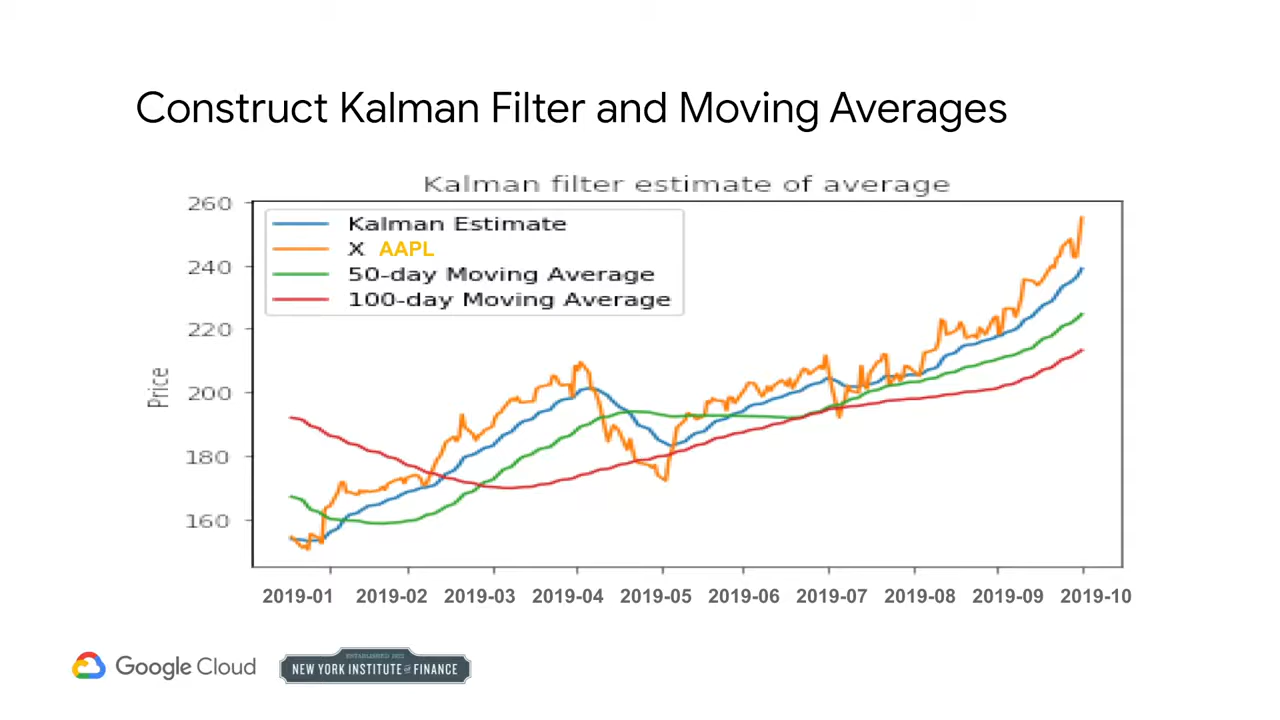 Construct Kalman Filter and Moving Averages
Kalman filter estimate of average
260
240
220
200
180
160
Price
Kalman Estimate
X AAPL
50-day Moving Average
100-day Moving Average
2019-01 2019-02 2019-03 2019-04 2019-05 2019-06 2019-07 2019-08 2019-09 2019-10
Google Cloud
NEW YORK INSTITUTE OF FINANCE